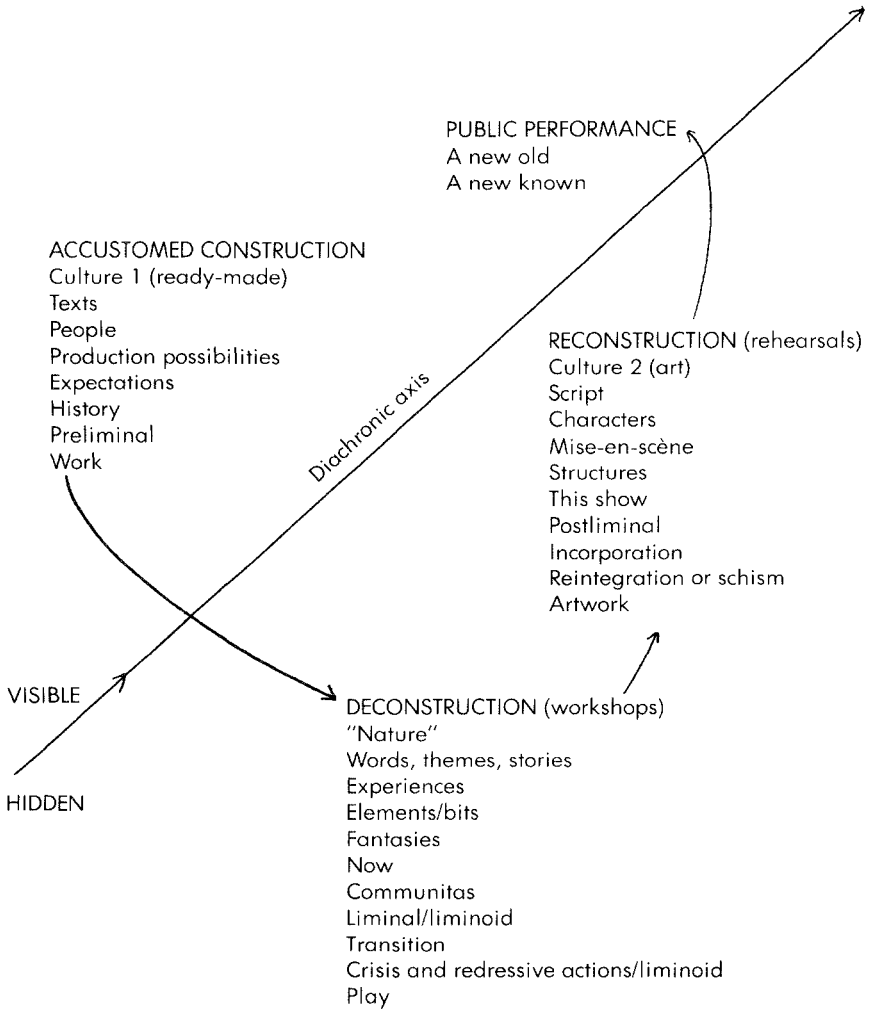 PUBLIC PERFORMANCE
A new old
A new known
ACCUSTOMED CONSTRUCTION
Culture 1 (ready-made)
Texts
People
Production possibilities
Expectations
History
Preliminal
Work
Diachronic axis
RECONSTRUCTION (rehearsals)
Culture 2 (art)
Script
Characters
Mise-en-scène
Structures
This show
Postliminal
Incorporation
Reintegration or schism
Artwork
VISIBLE
HIDDEN
DECONSTRUCTION (workshops)
"Nature"
Words, themes, stories
Experiences
Elements/bits
Fantasies
Now
Communitas
Liminal/liminoid
Transition
Crisis and redressive actions/liminoid
Play